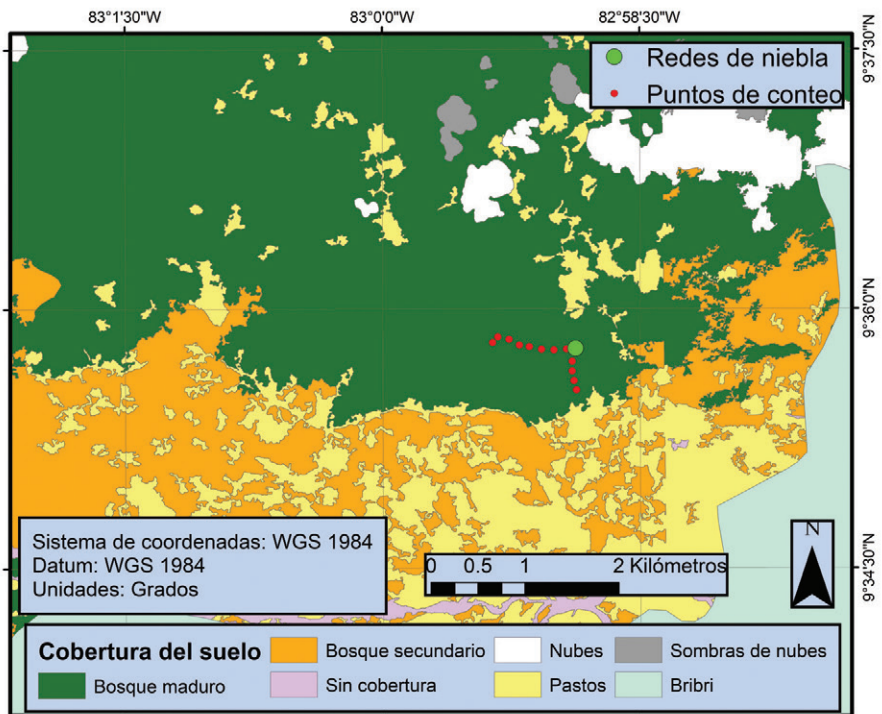 83°1'30"W 83°0'0"W 82°58'30"W
9°37'30"N
Redes de niebla
Puntos de conteo
9°36'0"N
9°34'30"N
Sistema de coordenadas: WGS 1984
Datum: WGS 1984
Unidades: Grados
0 0.5 1 2 Kilómetros
N
Cobertura del suelo
Bosque maduro
Bosque secundario
Sin cobertura
Nubes
Pastos
Sombras de nubes
Bribri